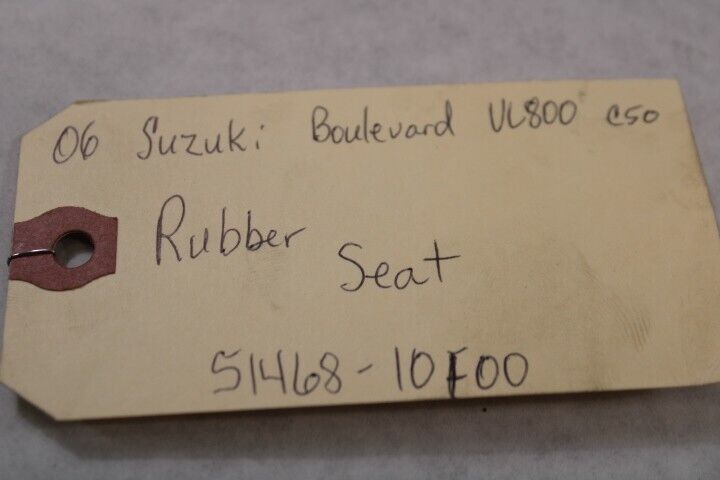 06 Suzuki Boulevard VL800 C50
Rubber
Seat
51468-10F00